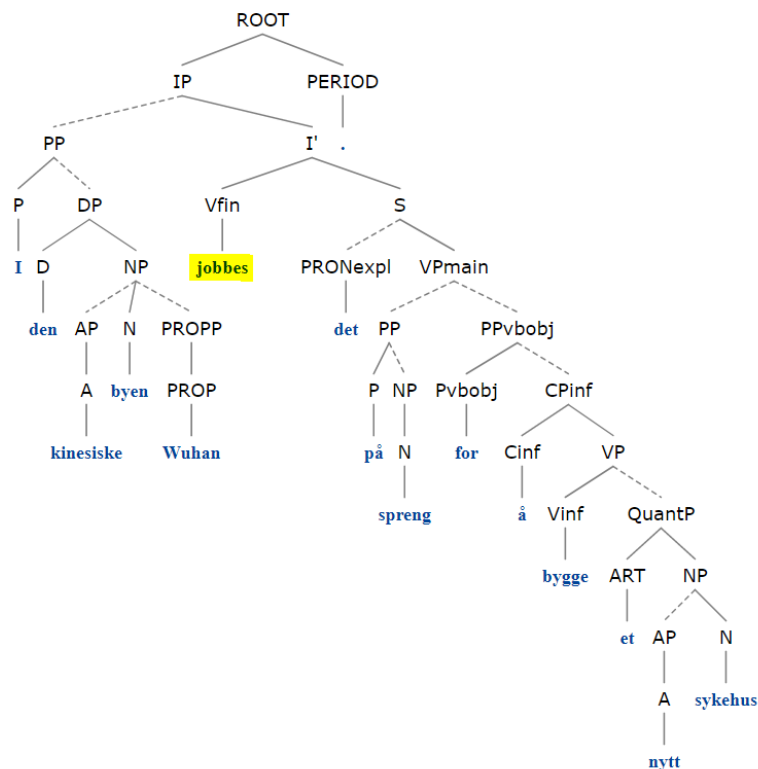 ROOT
IP PERIOD
PP I' .
P DP Vfin S
I D NP jobbes PRONexpl VPmain
den AP N PROPP det PP PPvbobj
A byen PROP P NP Pvbobj CPinf
kinesiske Wuhan på N for Cinf VP
spreng å Vinf QuantP
bygge ART NP
et AP N
A sykehus
nytt